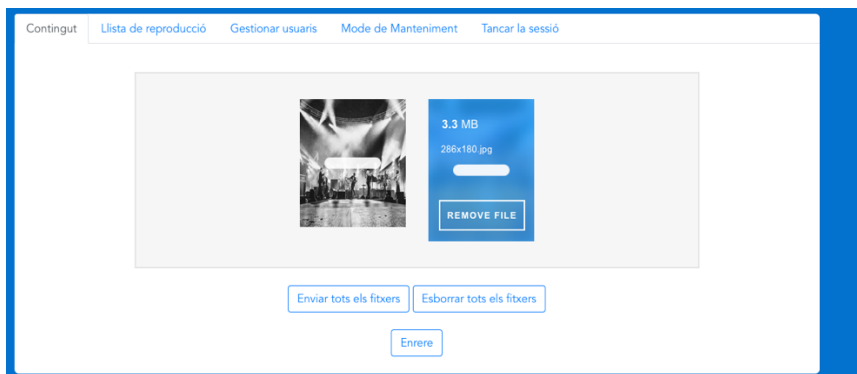 Contingut Llista de reproducció Gestionar usuaris Mode de Manteniment Tancar la sessió
3.3 MB
286x180.jpg
REMOVE FILE
Enviar tots els fitxers Esborrar tots els fitxers
Enrere